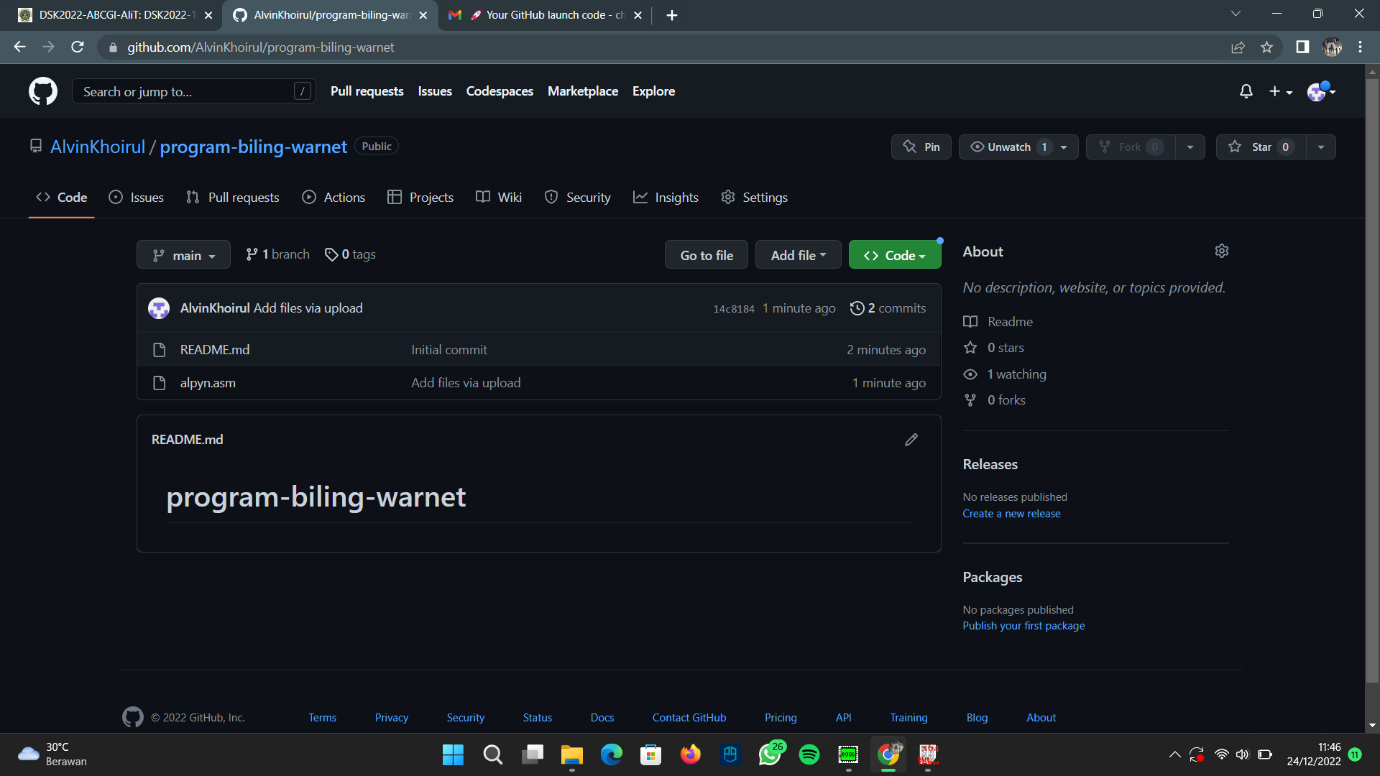 DSK2022-ABCGI-AliT: DSK2022-1
AlvinKhoirul/program-biling-warn
🚀 Your GitHub launch code - ch
github.com/AlvinKhoirul/program-biling-warnet
Search or jump to...
/
Pull requests
Issues
Codespaces
Marketplace
Explore
AlvinKhoirul / program-biling-warnet
Public
Pin
Unwatch 1
Fork 0
Star 0
Code
Issues
Pull requests
Actions
Projects
Wiki
Security
Insights
Settings
main
1 branch
0 tags
Go to file
Add file
Code
AlvinKhoirul Add files via upload
14c8184 1 minute ago
2 commits
README.md
Initial commit
2 minutes ago
alpyn.asm
Add files via upload
1 minute ago
README.md
program-biling-warnet
About
No description, website, or topics provided.
Readme
0 stars
1 watching
0 forks
Releases
No releases published
Create a new release
Packages
No packages published
Publish your first package
© 2022 GitHub, Inc.
Terms
Privacy
Security
Status
Docs
Contact GitHub
Pricing
API
Training
Blog
About
30°C
Berawan
26
11:46
24/12/2022
11